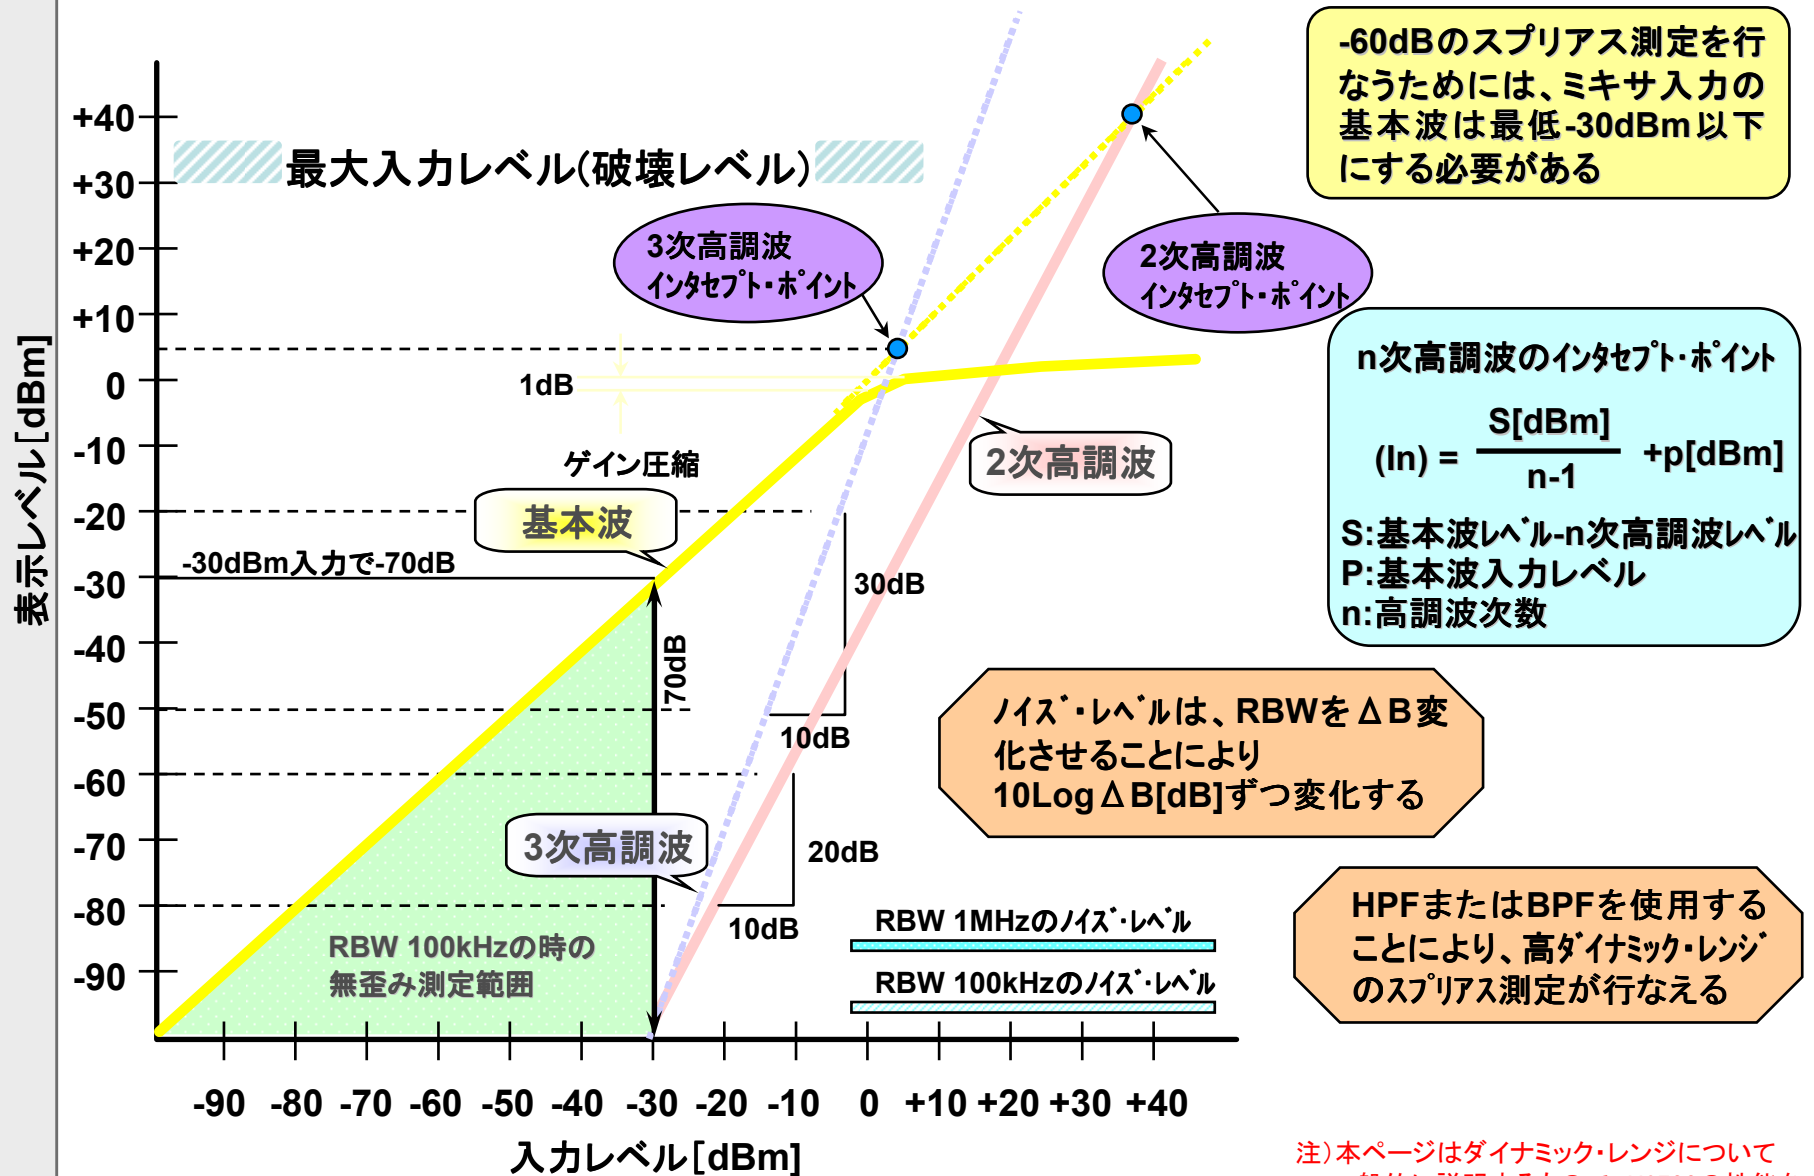 -60dBのスプリアス測定を行
なうためには、ミキサ入力の
基本波は最低-30dBm以下
にする必要がある
+40
+30
+20
+10
0
-10
-20
-30
-40
-50
-60
-70
-80
-90
表示レベル[dBm]
最大入力レベル(破壊レベル)
3次高調波
インタセプト・ポイント
2次高調波
インタセプト・ポイント
1dB
ゲイン圧縮
基本波
2次高調波
-30dBm入力で-70dB
70dB
30dB
10dB
3次高調波
20dB
10dB
RBW 100kHzの時の
無歪み測定範囲
RBW 1MHzのノイズ・レベル
RBW 100kHzのノイズ・レベル
n次高調波のインタセプト・ポイント
(In) = S[dBm] / n-1 +p[dBm]
S:基本波レベル-n次高調波レベル
P:基本波入力レベル
n:高調波次数
ノイズ・レベルは、RBWをΔB変
化させることにより
10LogΔB[dB]ずつ変化する
HPFまたはBPFを使用する
ことにより、高ダイナミック・レンジ
のスプリアス測定が行なえる
-90 -80 -70 -60 -50 -40 -30 -20 -10 0 +10 +20 +30 +40
入力レベル[dBm]
注)本ページはダイナミック・レンジについて